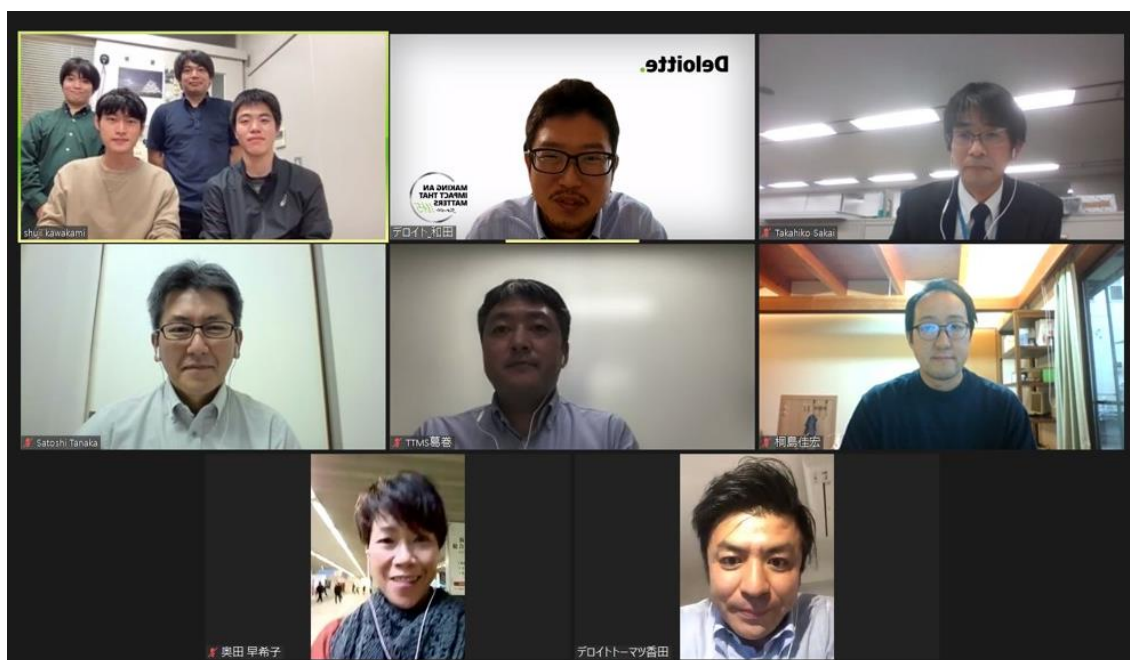 shuji kawakami
Deloitte.
MAKING AN
IMPACT THAT
MATTERS
デロイト_和田
Takahiko Sakai
Satoshi Tanaka
TTMS葛巻
桐島佳宏
奥田 早希子
デロイトトーマツ香田